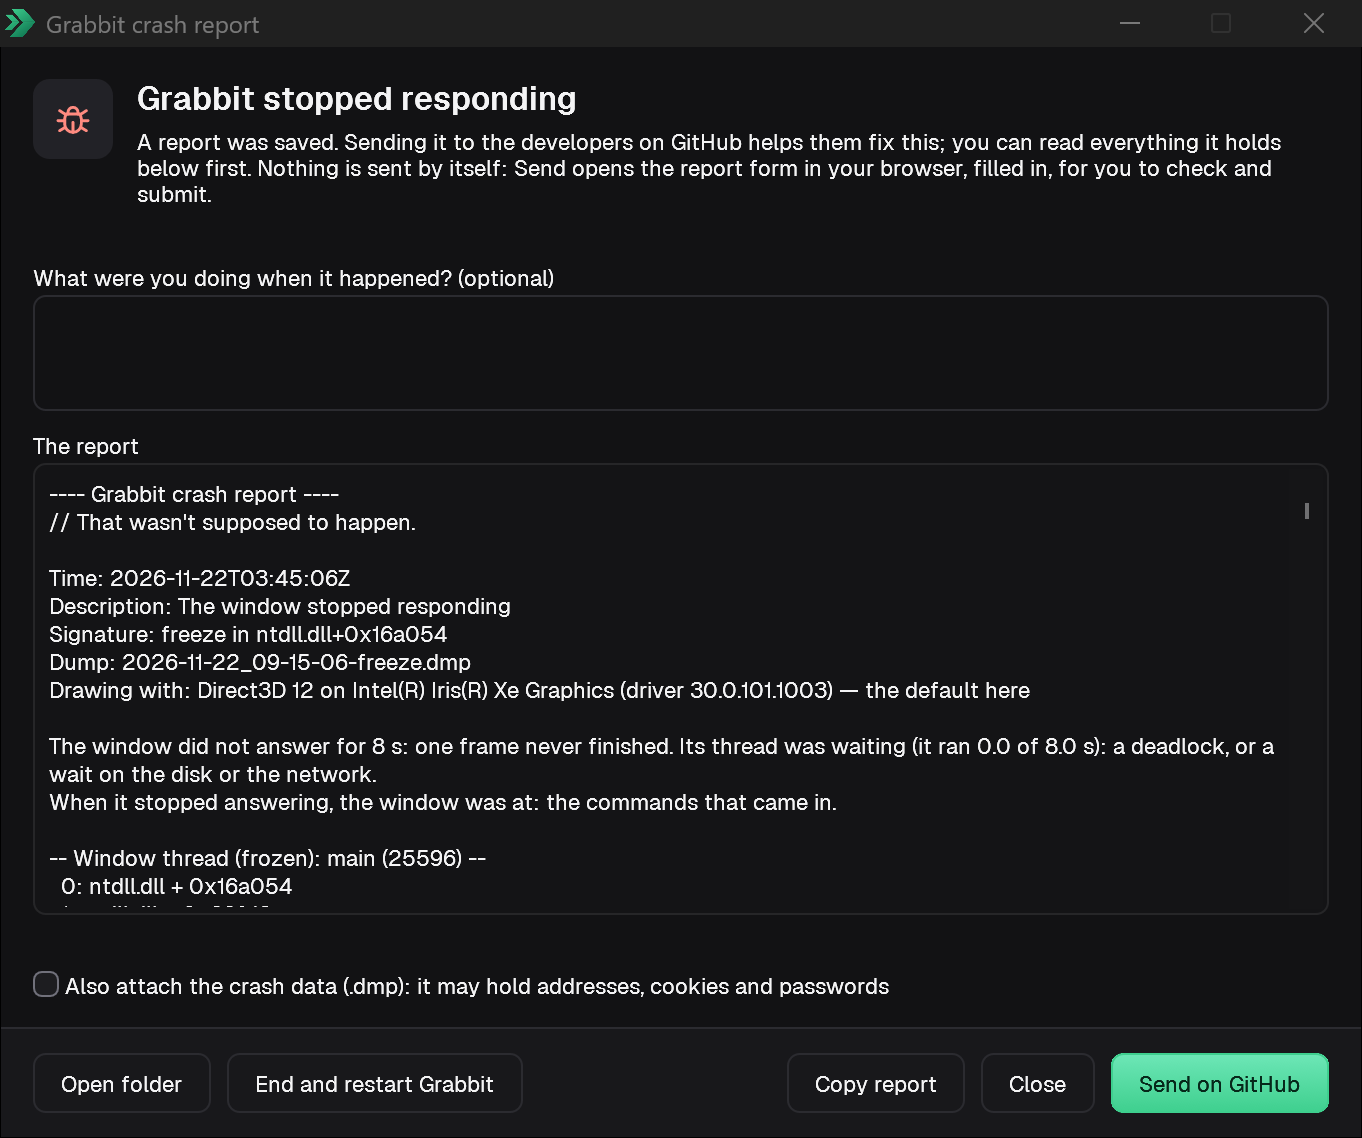 Grabbit crash report
Grabbit stopped responding
A report was saved. Sending it to the developers on GitHub helps them fix this; you can read everything it holds
below first. Nothing is sent by itself: Send opens the report form in your browser, filled in, for you to check and
submit.
What were you doing when it happened? (optional)
The report
---- Grabbit crash report ----
// That wasn't supposed to happen.
Time: 2026-11-22T03:45:06Z
Description: The window stopped responding
Signature: freeze in ntdll.dll+0x16a054
Dump: 2026-11-22_09-15-06-freeze.dmp
Drawing with: Direct3D 12 on Intel(R) Iris(R) Xe Graphics (driver 30.0.101.1003) — the default here
The window did not answer for 8 s: one frame never finished. Its thread was waiting (it ran 0.0 of 8.0 s): a deadlock, or a
wait on the disk or the network.
When it stopped answering, the window was at: the commands that came in.
-- Window thread (frozen): main (25596) --
0: ntdll.dll + 0x16a054
Also attach the crash data (.dmp): it may hold addresses, cookies and passwords
Open folder
End and restart Grabbit
Copy report
Close
Send on GitHub